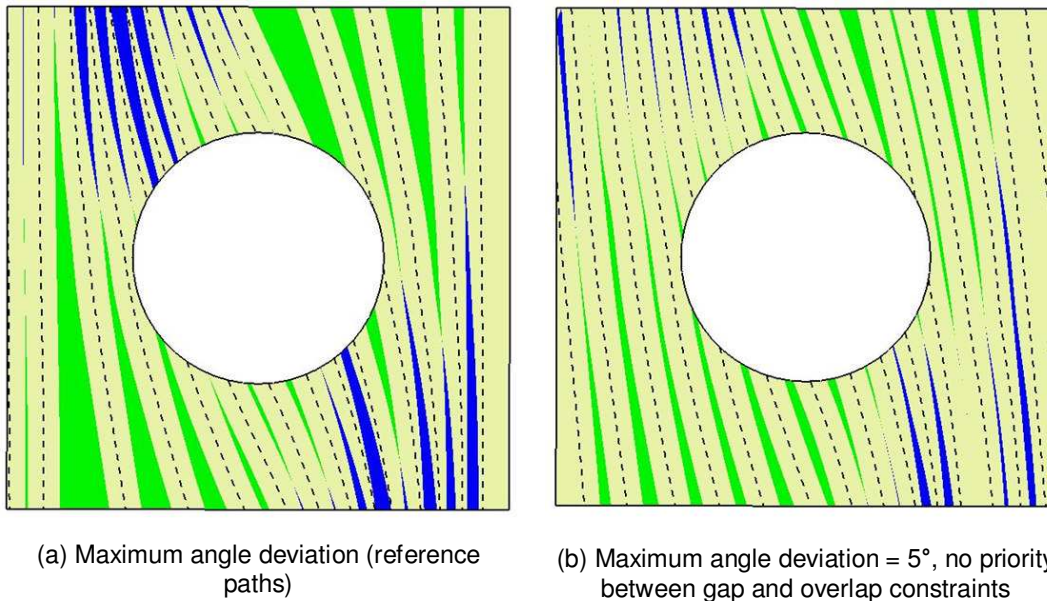 (a) Maximum angle deviation (reference
paths)
(b) Maximum angle deviation = 5°, no priority
between gap and overlap constraints